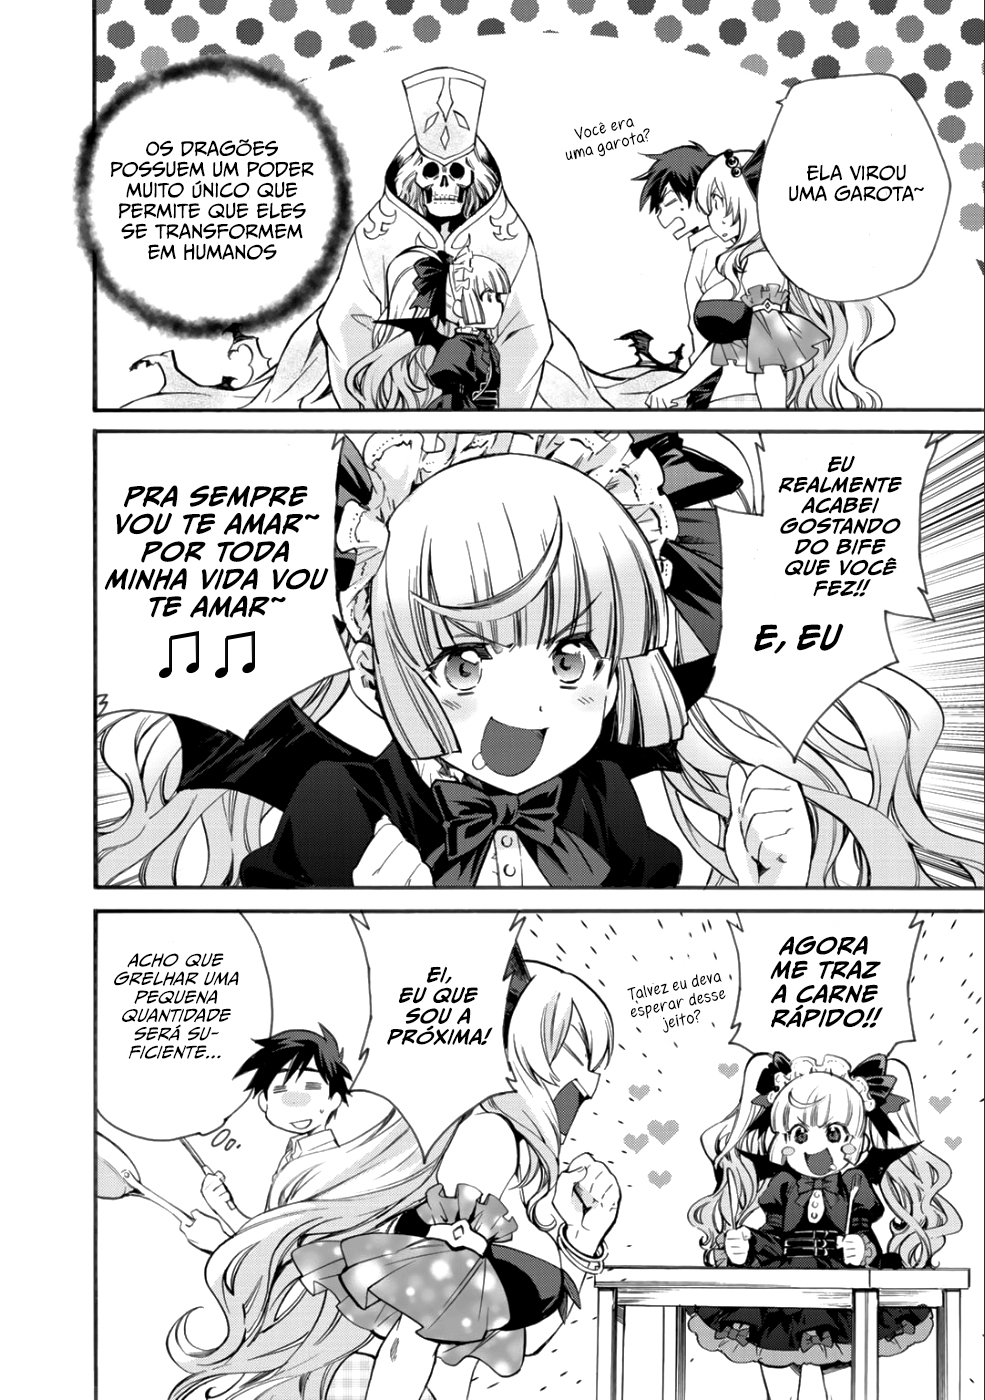 ELA VIROU
UMA GAROTA~
Você era
uma garota?
OS DRAGÕES
POSSUEM UM PODER
MUITO ÚNICO QUE
PERMITE QUE ELES
SE TRANSFORMEM
EM HUMANOS
EU
REALMENTE
ACABEI
GOSTANDO
DO BIFE
QUE VOCÊ
FEZ!!
E, EU
PRA SEMPRE
VOU TE AMAR~
POR TODA
MINHA VIDA VOU
TE AMAR~
♫♫
AGORA
ME TRAZ
A CARNE
RÁPIDO!!
Talvez eu deva
esperar desse
jeito?
EI,
EU QUE
SOU A
PRÓXIMA!
ACHO QUE
GRELHAR UMA
PEQUENA
QUANTIDADE
SERÁ SU-
FICIENTE...